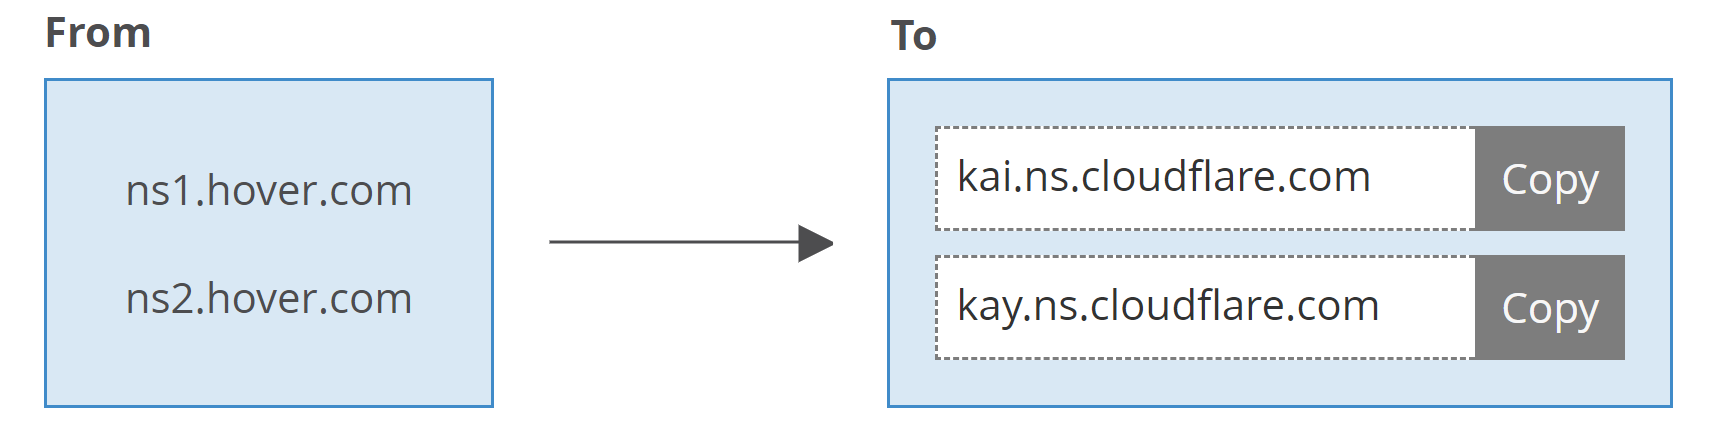 From
ns1.hover.com
ns2.hover.com
To
kai.ns.cloudflare.com Copy
kay.ns.cloudflare.com Copy